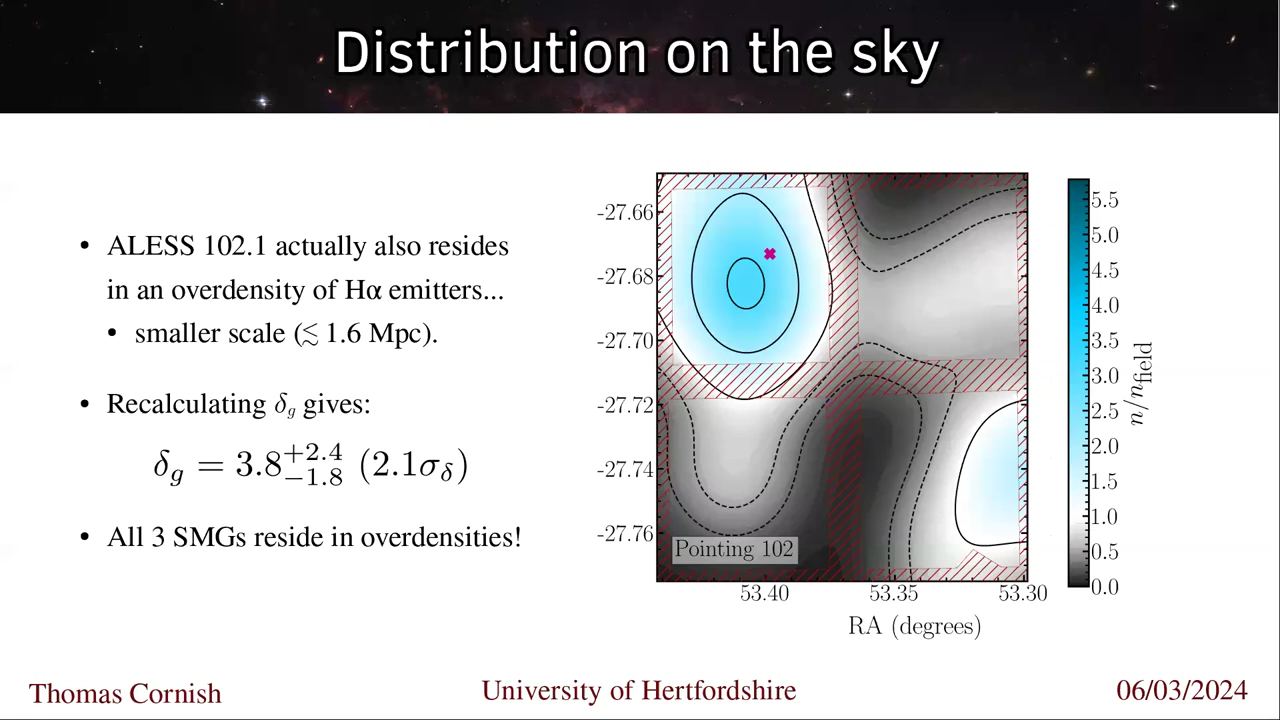 Distribution on the sky
• ALESS 102.1 actually also resides
in an overdensity of Hα emitters...
• smaller scale (≲ 1.6 Mpc).
• Recalculating δg gives:
δg = 3.8+2.4−1.8 (2.1σδ)
• All 3 SMGs reside in overdensities!
-27.66
-27.68
-27.70
-27.72
-27.74
-27.76
Pointing 102
53.40 53.35 53.30
RA (degrees)
5.5
5.0
4.5
4.0
3.5
3.0
2.5
2.0
1.5
1.0
0.5
0.0
n/nfield
Thomas Cornish University of Hertfordshire 06/03/2024